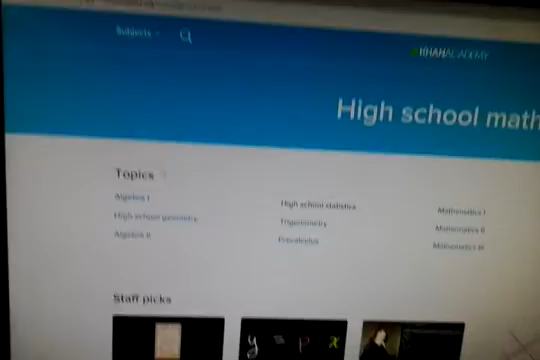 Subjects
KHANACADEMY
High school math
Topics
Algebra I
High school geometry
Algebra II
High school statistics
Trigonometry
Precalculus
Mathematics I
Mathematics II
Mathematics III
Staff picks